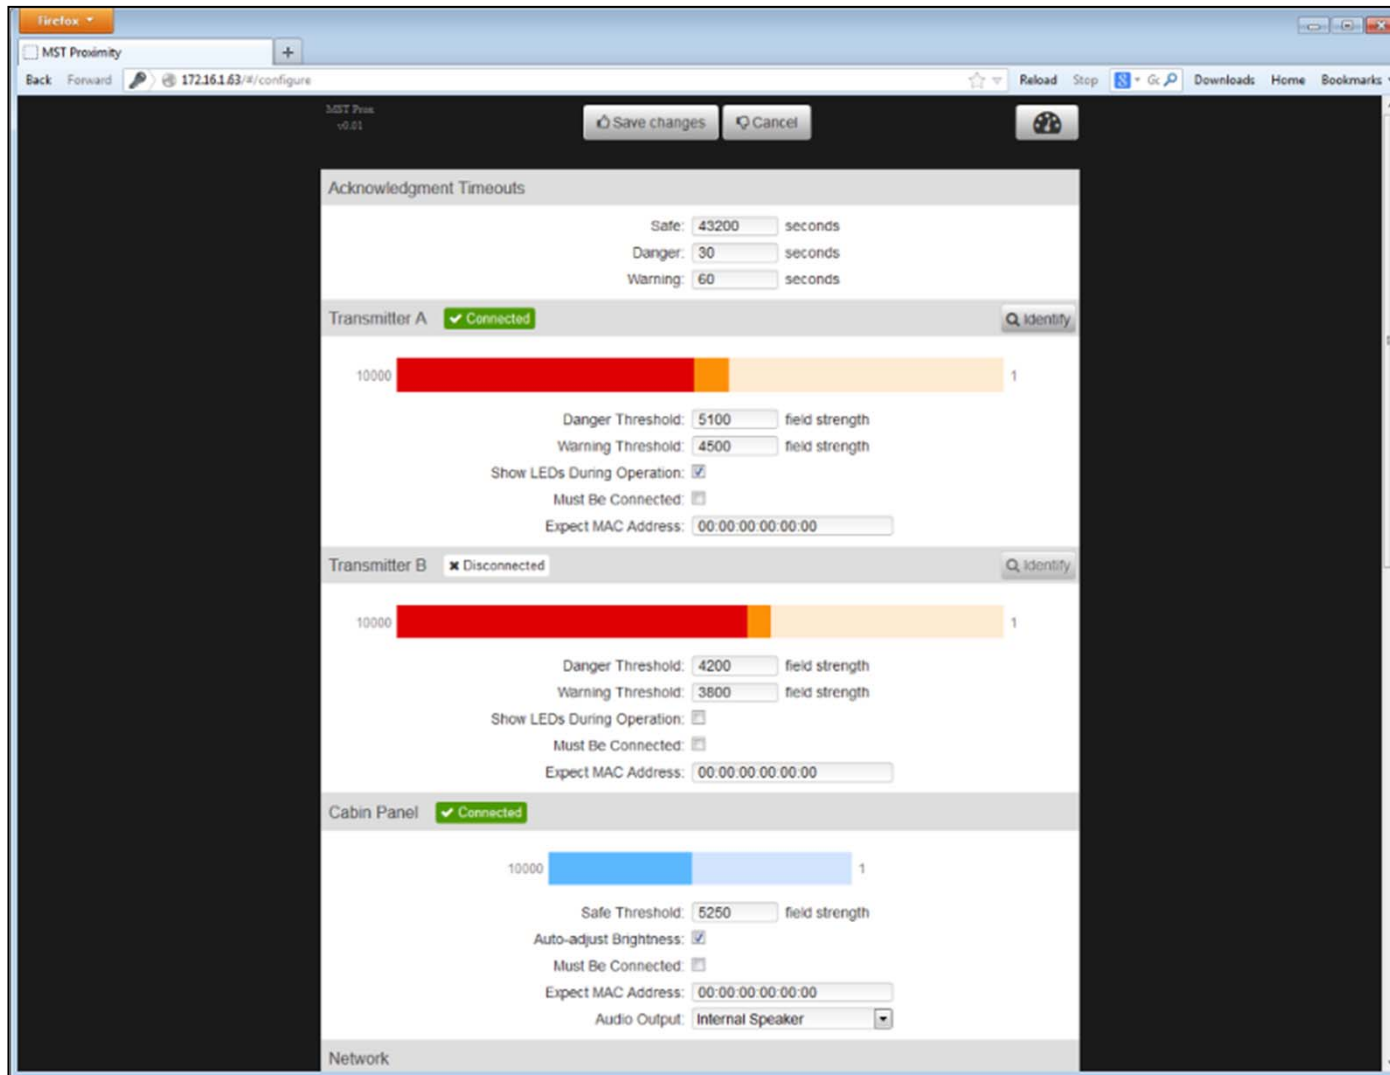 Firefox
MST Proximity
Back Forward 172.16.1.63/#/configure Reload Stop Downloads Home Bookmarks
MST Prox
v0.01
Save changes Cancel
Acknowledgment Timeouts
Safe: 43200 seconds
Danger: 30 seconds
Warning: 60 seconds
Transmitter A Connected Identify
10000 1
Danger Threshold: 5100 field strength
Warning Threshold: 4500 field strength
Show LEDs During Operation:
Must Be Connected:
Expect MAC Address: 00:00:00:00:00:00
Transmitter B Disconnected Identify
10000 1
Danger Threshold: 4200 field strength
Warning Threshold: 3800 field strength
Show LEDs During Operation:
Must Be Connected:
Expect MAC Address: 00:00:00:00:00:00
Cabin Panel Connected
10000 1
Safe Threshold: 5250 field strength
Auto-adjust Brightness:
Must Be Connected:
Expect MAC Address: 00:00:00:00:00:00
Audio Output: Internal Speaker
Network